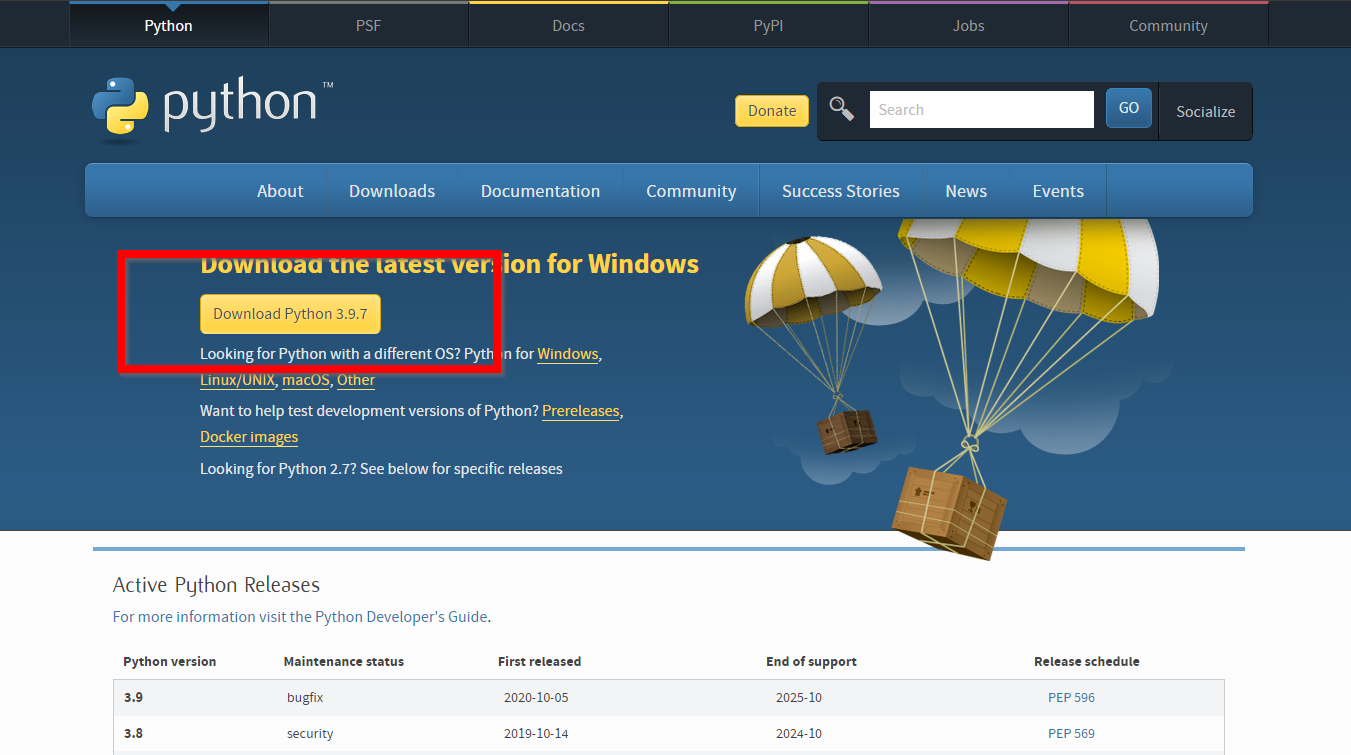 Python PSF Docs PyPI Jobs Community
python™
Donate Search GO Socialize
About Downloads Documentation Community Success Stories News Events
Download the latest version for Windows
Download Python 3.9.7
Looking for Python with a different OS? Python for Windows,
Linux/UNIX, macOS, Other
Want to help test development versions of Python? Prereleases,
Docker images
Looking for Python 2.7? See below for specific releases
Active Python Releases
For more information visit the Python Developer's Guide.
Python version Maintenance status First released End of support Release schedule
3.9 bugfix 2020-10-05 2025-10 PEP 596
3.8 security 2019-10-14 2024-10 PEP 569